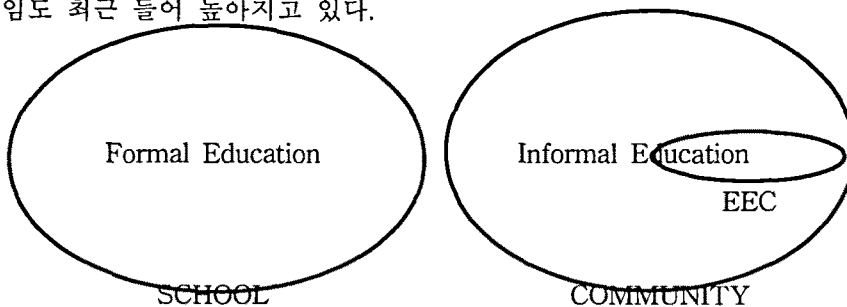 임도 최근 들어 높아지고 있다.
Formal Education Informal Education
EEC
SCHOOL COMMUNITY